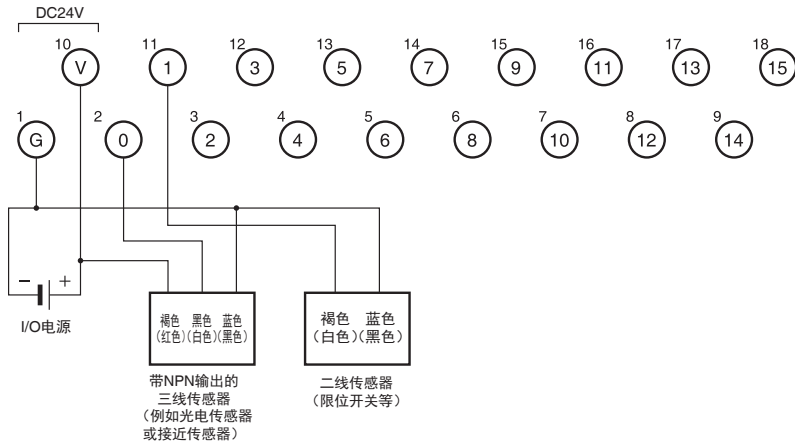 DC24V
10 11 12 13 14 15 16 17 18
V 1 3 5 7 9 11 13 15
1 2 3 4 5 6 7 8 9
G 0 2 4 6 8 10 12 14
− +
I/O电源
褐色 黑色 蓝色
(红色)(白色)(黑色)
褐色 蓝色
(白色)(黑色)
带NPN输出的
三线传感器
(例如光电传感器
或接近传感器)
二线传感器
(限位开关等)